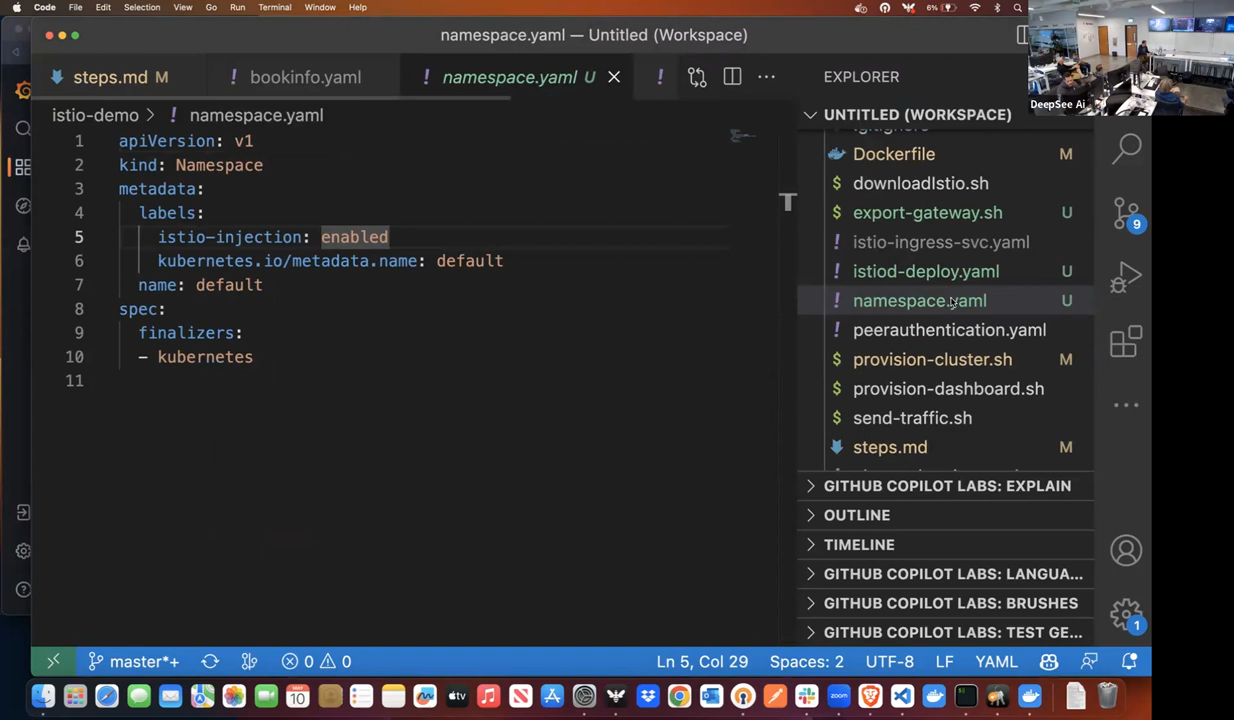 Code File Edit Selection View Go Run Terminal Window Help
6%
namespace.yaml — Untitled (Workspace)
steps.md M
bookinfo.yaml
namespace.yaml U
EXPLORER
DeepSee Ai
istio-demo > namespace.yaml
UNTITLED (WORKSPACE)
1 apiVersion: v1
2 kind: Namespace
3 metadata:
4 labels:
5 istio-injection: enabled
6 kubernetes.io/metadata.name: default
7 name: default
8 spec:
9 finalizers:
10 - kubernetes
11
Dockerfile M
downloadIstio.sh
export-gateway.sh U
istio-ingress-svc.yaml
istiod-deploy.yaml U
namespace.yaml U
peerauthentication.yaml
provision-cluster.sh M
provision-dashboard.sh
send-traffic.sh
steps.md M
GITHUB COPILOT LABS: EXPLAIN
OUTLINE
TIMELINE
GITHUB COPILOT LABS: LANGUA...
GITHUB COPILOT LABS: BRUSHES
GITHUB COPILOT LABS: TEST GE...
9
1
master*+
0 0
Ln 5, Col 29
Spaces: 2
UTF-8
LF
YAML
10
zoom